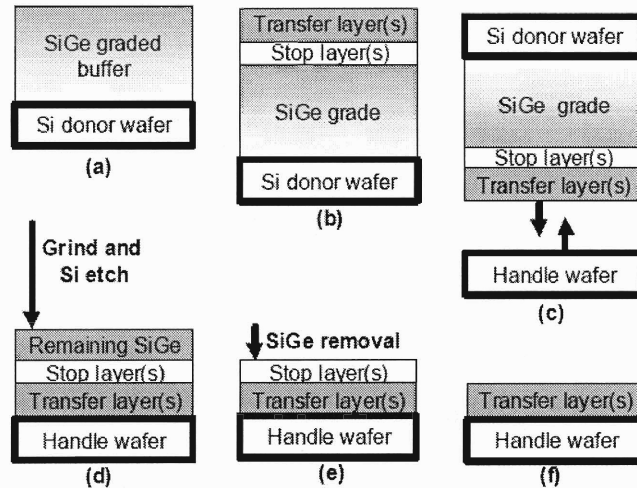 SiGe graded
buffer
Si donor wafer
(a)
Transfer layer(s)
Stop layer(s)
SiGe grade
Si donor wafer
(b)
Si donor wafer
SiGe grade
Stop layer(s)
Transfer layer(s)
Handle wafer
(c)
Grind and
Si etch
Remaining SiGe
Stop layer(s)
Transfer layer(s)
Handle wafer
(d)
SiGe removal
Stop layer(s)
Transfer layer(s)
Handle wafer
(e)
Transfer layer(s)
Handle wafer
(f)